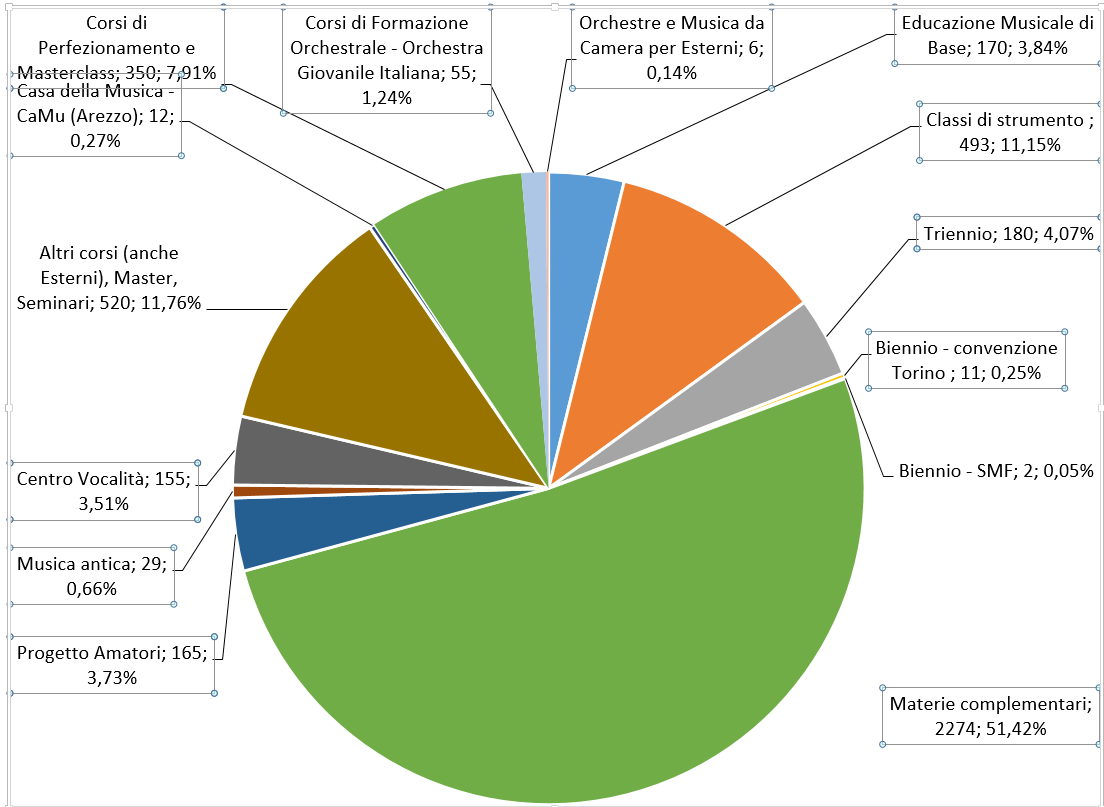 Corsi di
Perfezionamento e
Masterclass; 350; 7,91%
Casa della Musica -
CaMu (Arezzo); 12;
0,27%
Corsi di Formazione
Orchestrale - Orchestra
Giovanile Italiana; 55;
1,24%
Orchestre e Musica da
Camera per Esterni; 6;
0,14%
Educazione Musicale di
Base; 170; 3,84%
Classi di strumento ;
493; 11,15%
Triennio; 180; 4,07%
Altri corsi (anche
Esterni), Master,
Seminari; 520; 11,76%
Biennio - convenzione
Torino ; 11; 0,25%
Biennio - SMF; 2; 0,05%
Centro Vocalità; 155;
3,51%
Musica antica; 29;
0,66%
Progetto Amatori; 165;
3,73%
Materie complementari;
2274; 51,42%